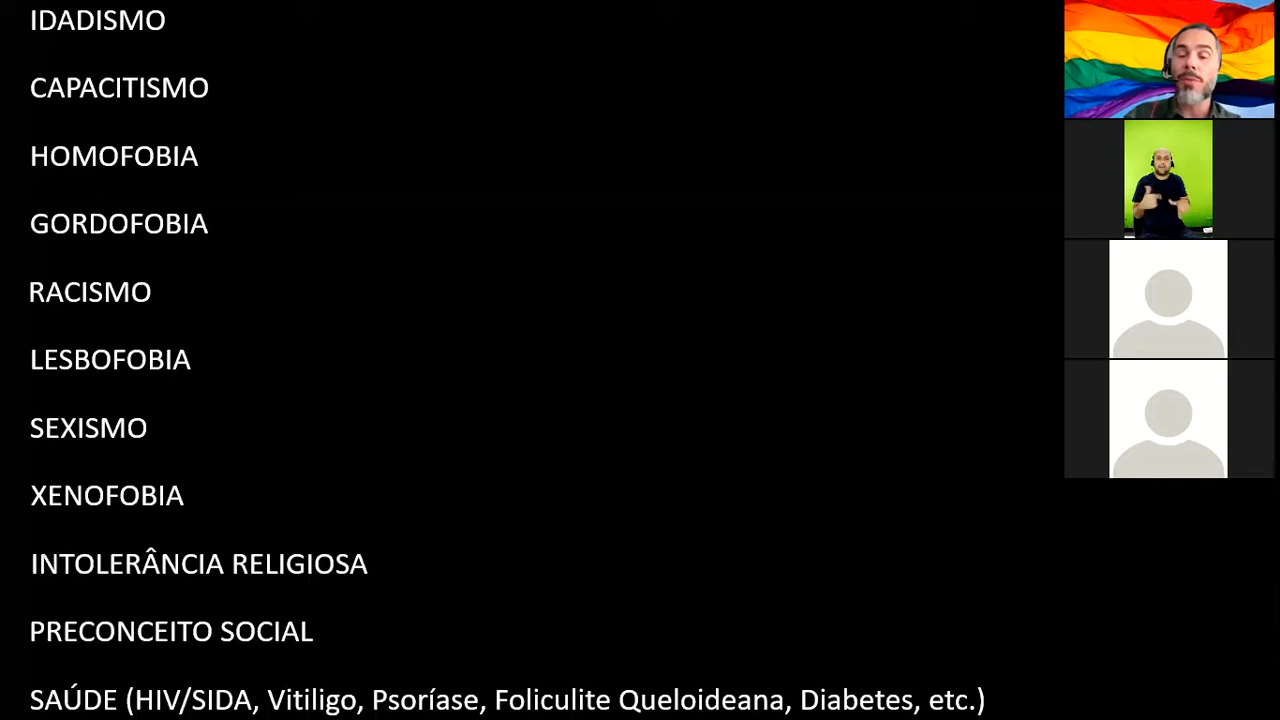 IDADISMO
CAPACITISMO
HOMOFOBIA
GORDOFOBIA
RACISMO
LESBOFOBIA
SEXISMO
XENOFOBIA
INTOLERÂNCIA RELIGIOSA
PRECONCEITO SOCIAL
SAÚDE (HIV/SIDA, Vitiligo, Psoríase, Foliculite Queloideana, Diabetes, etc.)